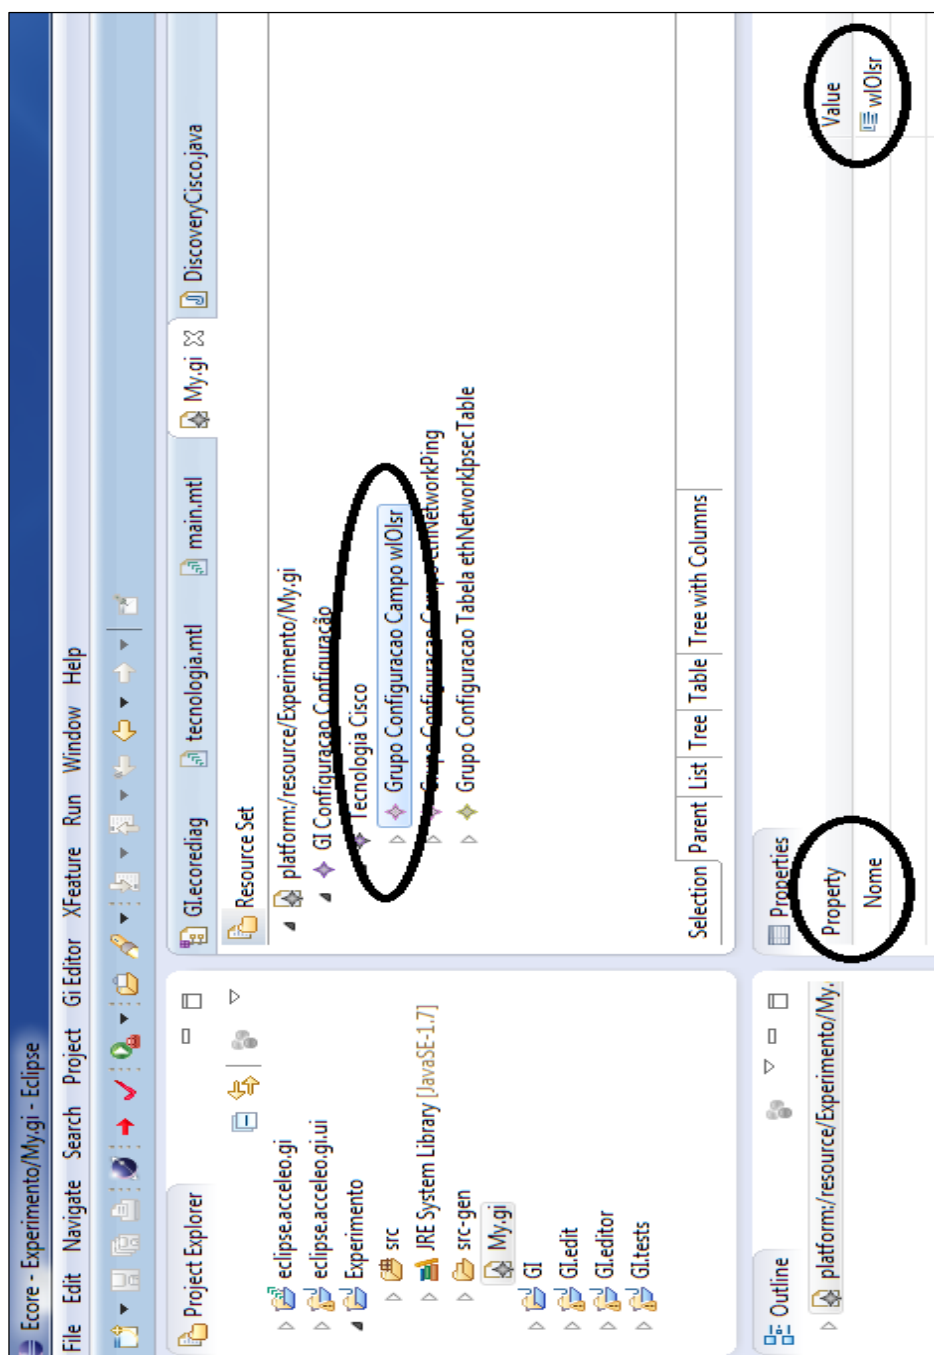 Ecore - Experimento/My.gi - Eclipse
File Edit Navigate Search Project Gi Editor XFeature Run Window Help
Project Explorer
eclipse.acceleo.gi
eclipse.acceleo.gi.ui
Experimento
src
JRE System Library [JavaSE-1.7]
src-gen
My.gi
GI
GI.edit
GI.editor
GI.tests
GI.ecorediag tecnologia.mtl main.mtl My.gi DiscoveryCisco.java
Resource Set
platform:/resource/Experimento/My.gi
GI Configuracao Configuração
Tecnologia Cisco
Grupo Configuracao Campo wlOlsr
Grupo Configuracao Campo ethNetworkPing
Grupo Configuracao Tabela ethNetworkIpsecTable
Selection Parent List Tree Table Tree with Columns
Outline
platform:/resource/Experimento/My.
Properties
Property Value
Nome wlOlsr